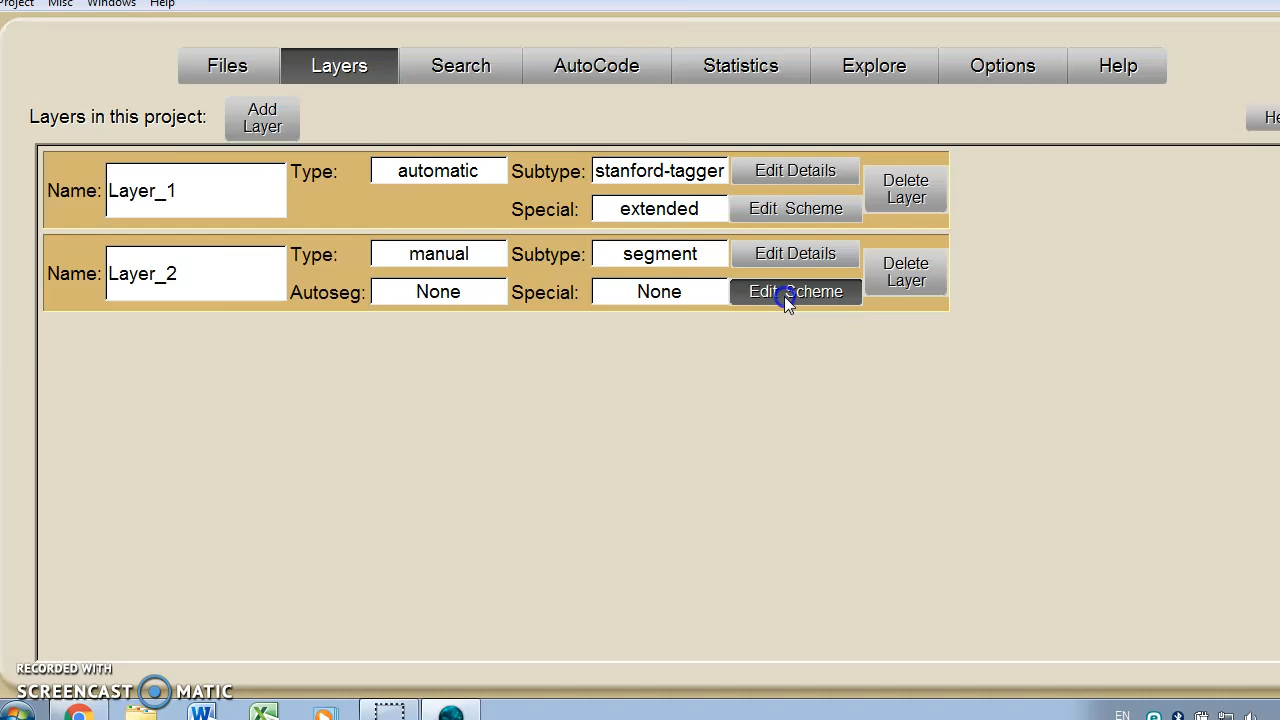 Project Misc Windows Help
Files Layers Search AutoCode Statistics Explore Options Help
Layers in this project: Add Layer He
Name: Layer_1 Type: automatic Subtype: stanford-tagger Edit Details Delete Layer
Special: extended Edit Scheme
Name: Layer_2 Type: manual Subtype: segment Edit Details Delete Layer
Autoseg: None Special: None Edit Scheme
RECORDED WITH
SCREENCAST MATIC
EN